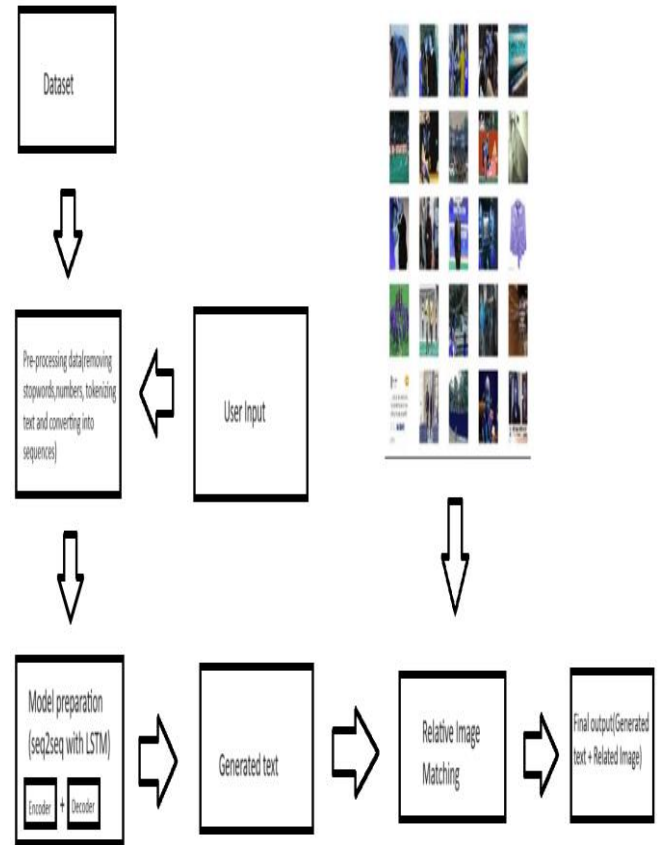 Dataset
Pre-processing data(removing
stopwords,numbers, tokenizing
text and converting into
sequences)
User Input
Model preparation
(seq2seq with LSTM)
Encoder + Decoder
Generated text
Relative Image
Matching
Final output(Generated
text + Related Image)